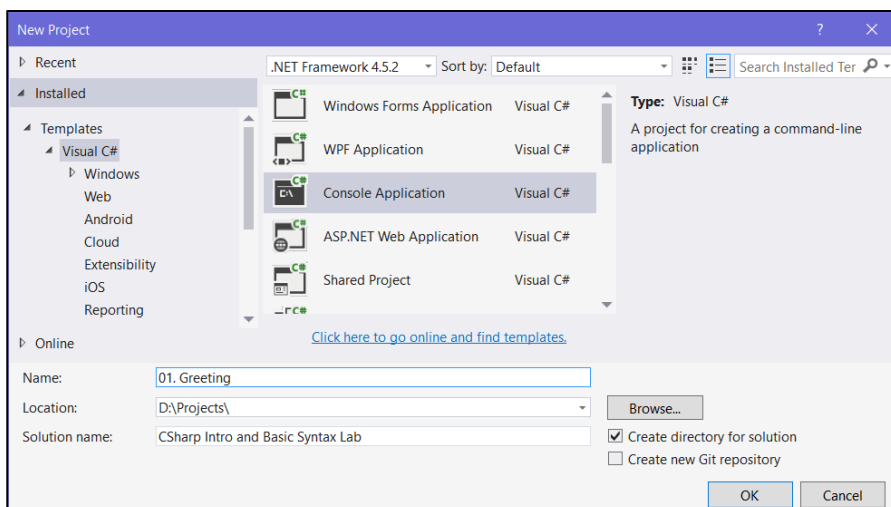 New Project
?
Recent
.NET Framework 4.5.2
Sort by: Default
Search Installed Ter
Installed
Templates
Visual C#
Windows
Web
Android
Cloud
Extensibility
iOS
Reporting
Online
C# Windows Forms Application Visual C#
C# WPF Application Visual C#
C# Console Application Visual C#
C# ASP.NET Web Application Visual C#
C# Shared Project Visual C#
C#
Type: Visual C#
A project for creating a command-line
application
Click here to go online and find templates.
Name: 01. Greeting
Location: D:\Projects\
Browse...
Solution name: CSharp Intro and Basic Syntax Lab
Create directory for solution
Create new Git repository
OK
Cancel